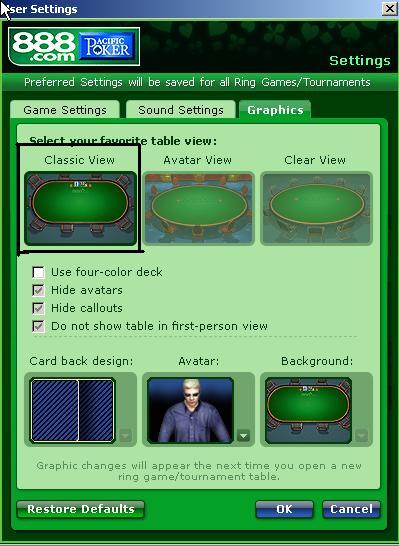 User Settings
888
.com
PACIFIC
POKER
Settings
Preferred Settings will be saved for all Ring Games/Tournaments
Game Settings
Sound Settings
Graphics
Select your favorite table view:
Classic View
Avatar View
Clear View
Use four-color deck
Hide avatars
Hide callouts
Do not show table in first-person view
Card back design:
Avatar:
Background:
Graphic changes will appear the next time you open a new
ring game/tournament table.
Restore Defaults
OK
Cancel